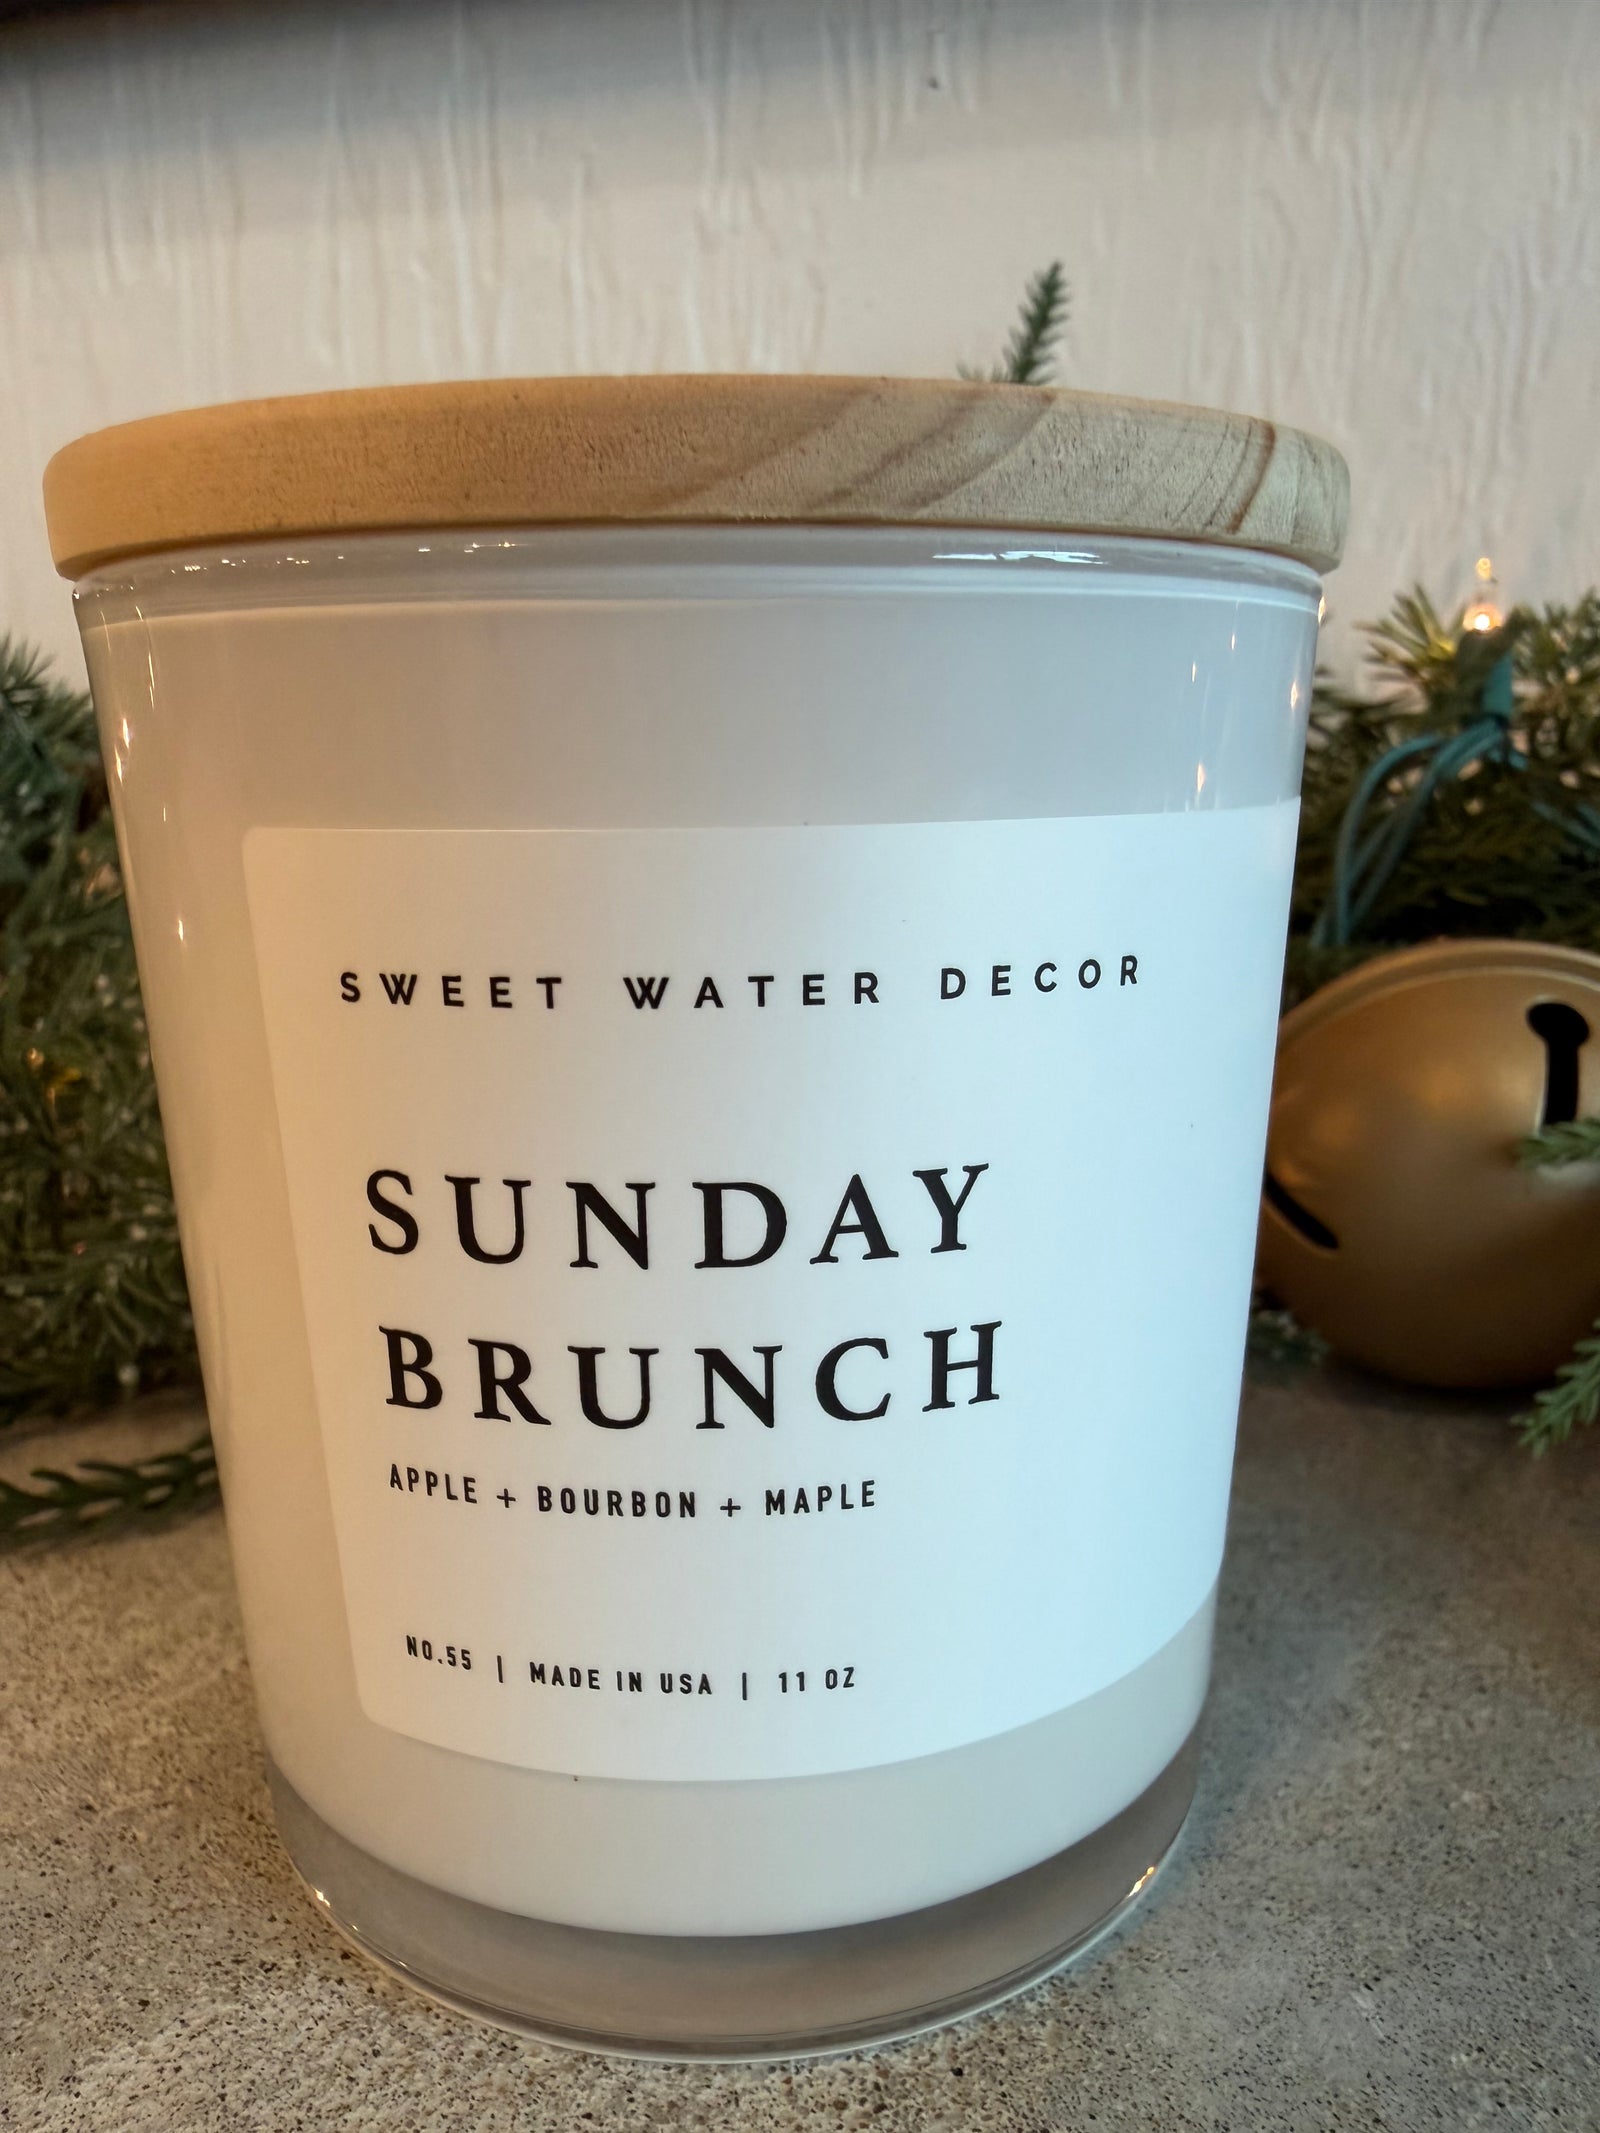 SWEET WATER DECOR
SUNDAY
BRUNCH
APPLE + BOURBON + MAPLE
NO.55 | MADE IN USA | 11 OZ